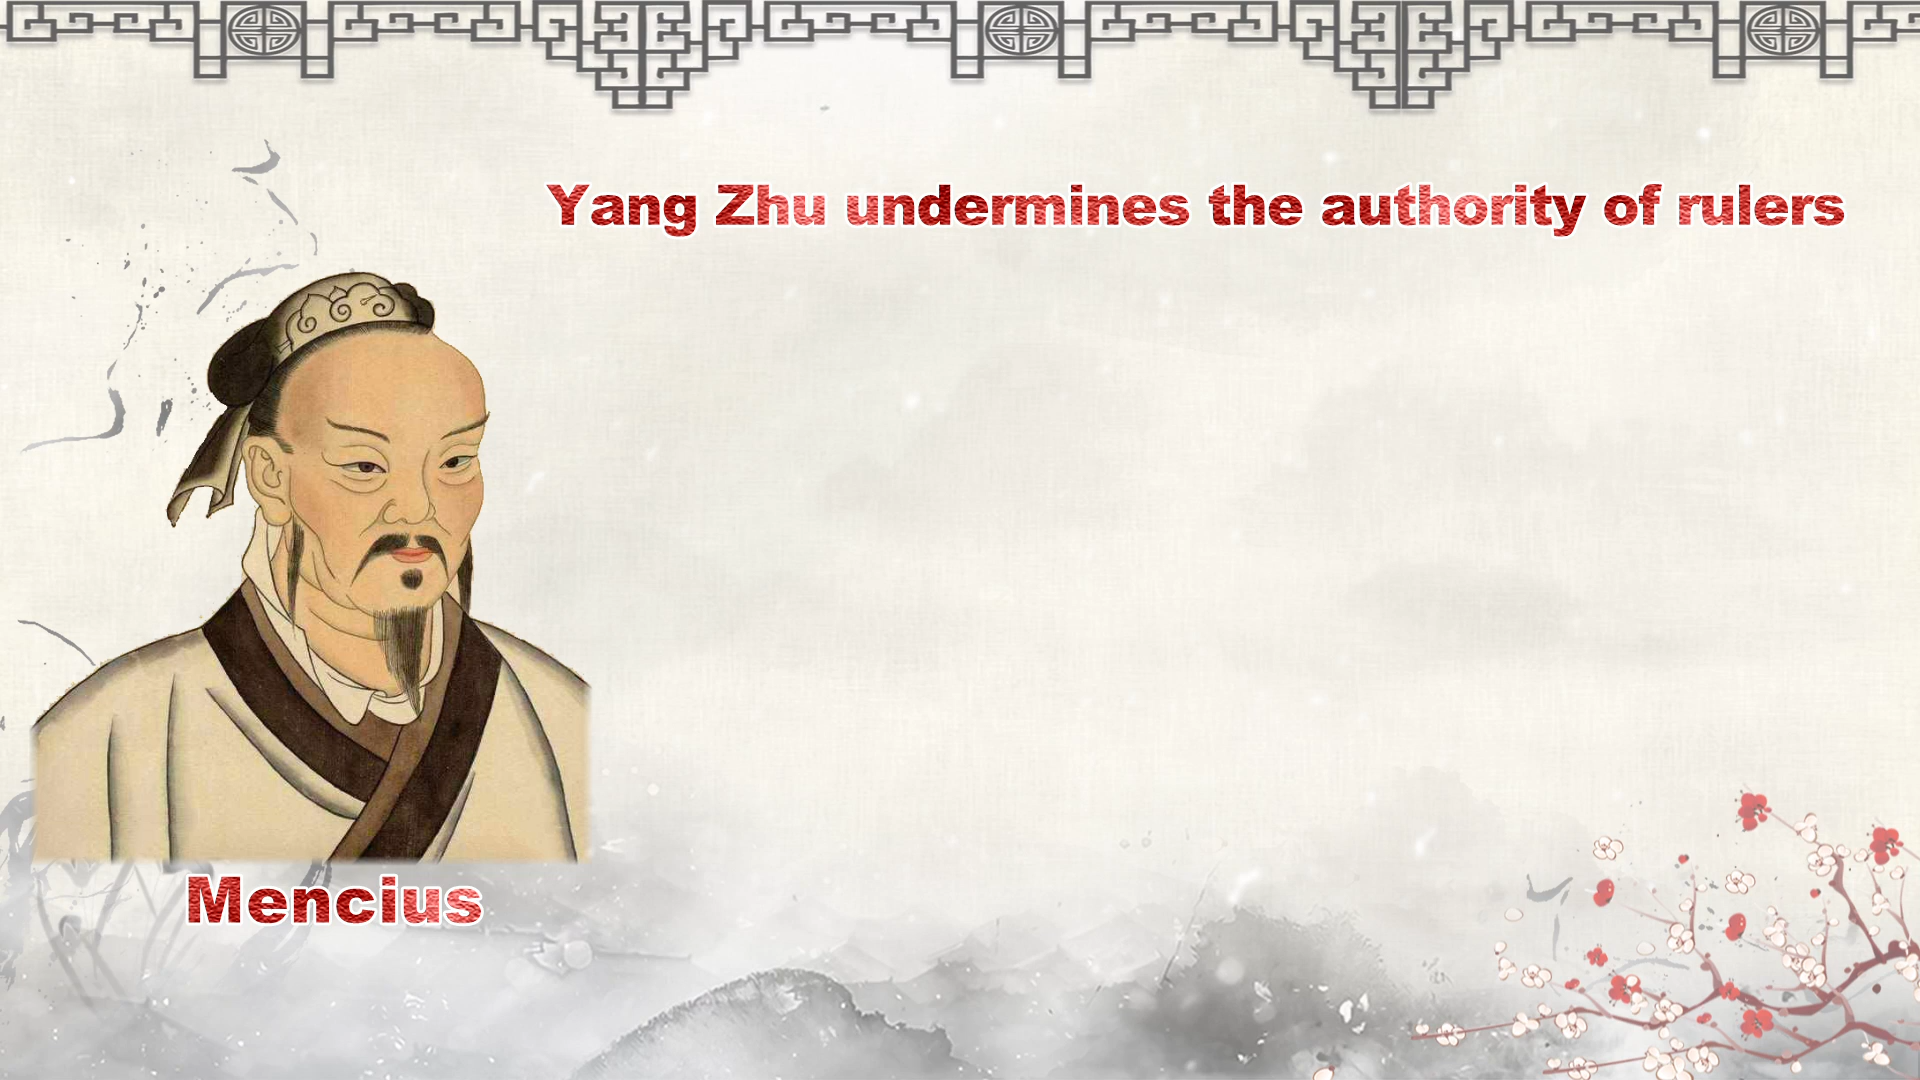 Yang Zhu undermines the authority of rulers
Mencius